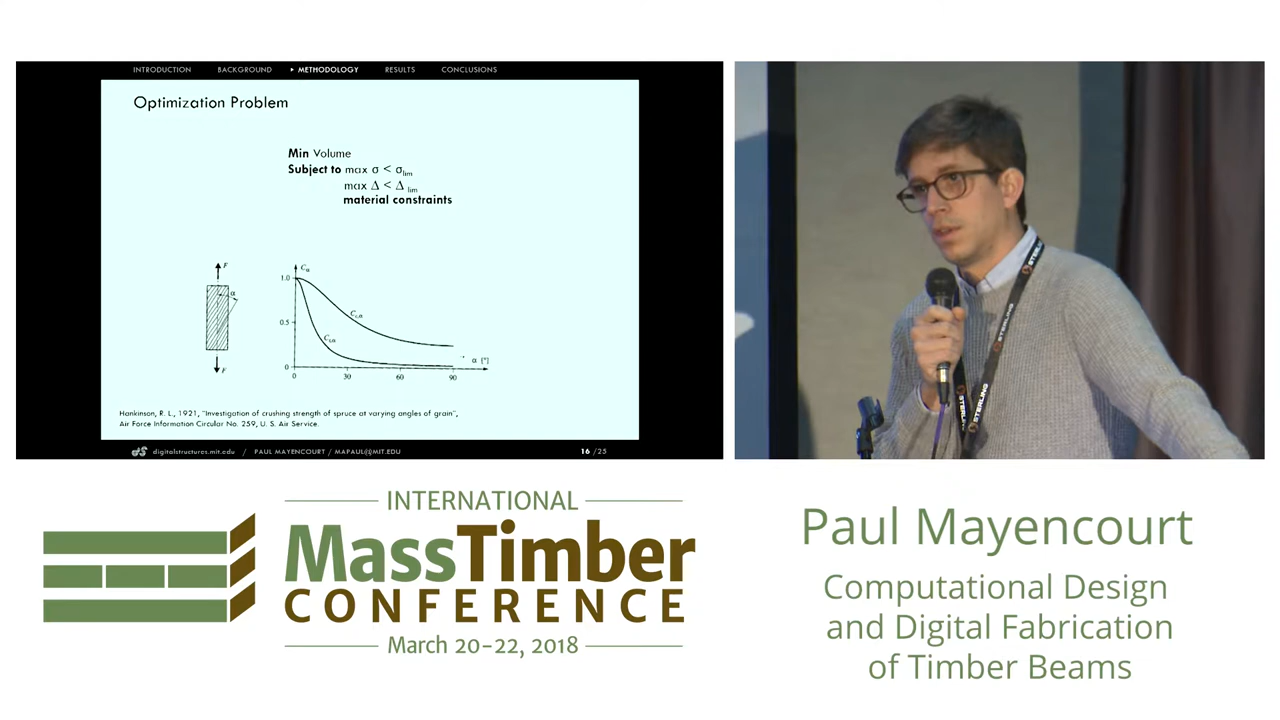 INTRODUCTION BACKGROUND ▸ METHODOLOGY RESULTS CONCLUSIONS
Optimization Problem
Min Volume
Subject to max σ < σlim
max Δ < Δ lim
material constraints
F
α
F
Cα
1.0
0.5
0
Cc,α
Ct,α
α [°]
0 30 60 90
Hankinson, R. L., 1921, "Investigation of crushing strength of spruce at varying angles of grain",
Air Force Information Circular No. 259, U. S. Air Service.
digitalstructures.mit.edu / PAUL MAYENCOURT / MAPAUL@MIT.EDU 16 /25
STERLING
STERLING
STERLING
INTERNATIONAL
MassTimber
CONFERENCE
March 20–22, 2018
Paul Mayencourt
Computational Design
and Digital Fabrication
of Timber Beams